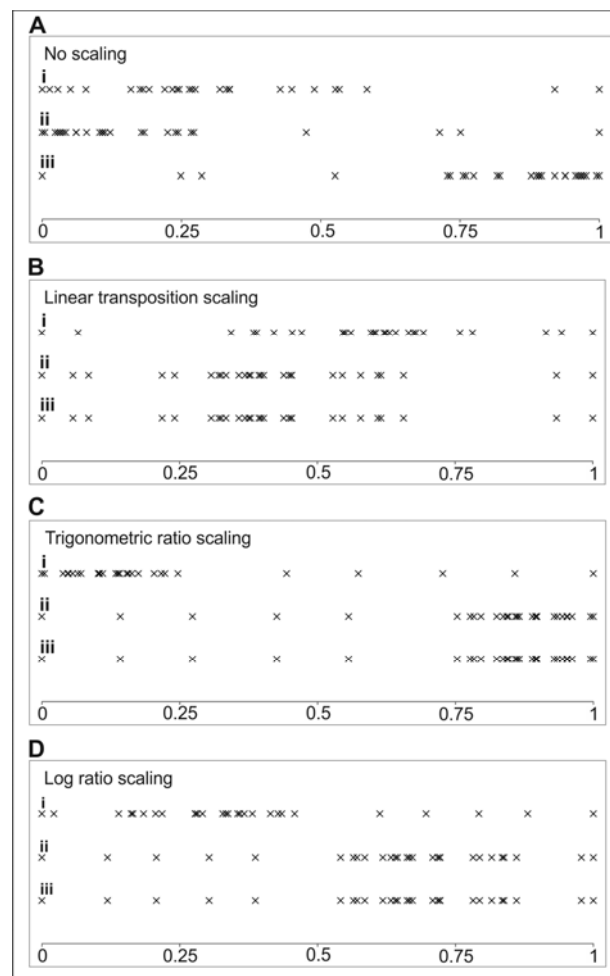 A
No scaling
i
ii
iii
0 0.25 0.5 0.75 1
B
Linear transposition scaling
i
ii
iii
0 0.25 0.5 0.75 1
C
Trigonometric ratio scaling
i
ii
iii
0 0.25 0.5 0.75 1
D
Log ratio scaling
i
ii
iii
0 0.25 0.5 0.75 1